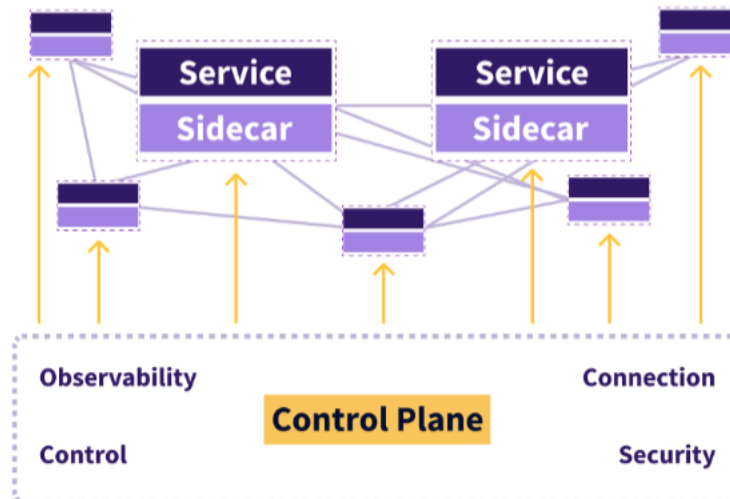 Service
Sidecar
Service
Sidecar
Observability
Connection
Control Plane
Control
Security